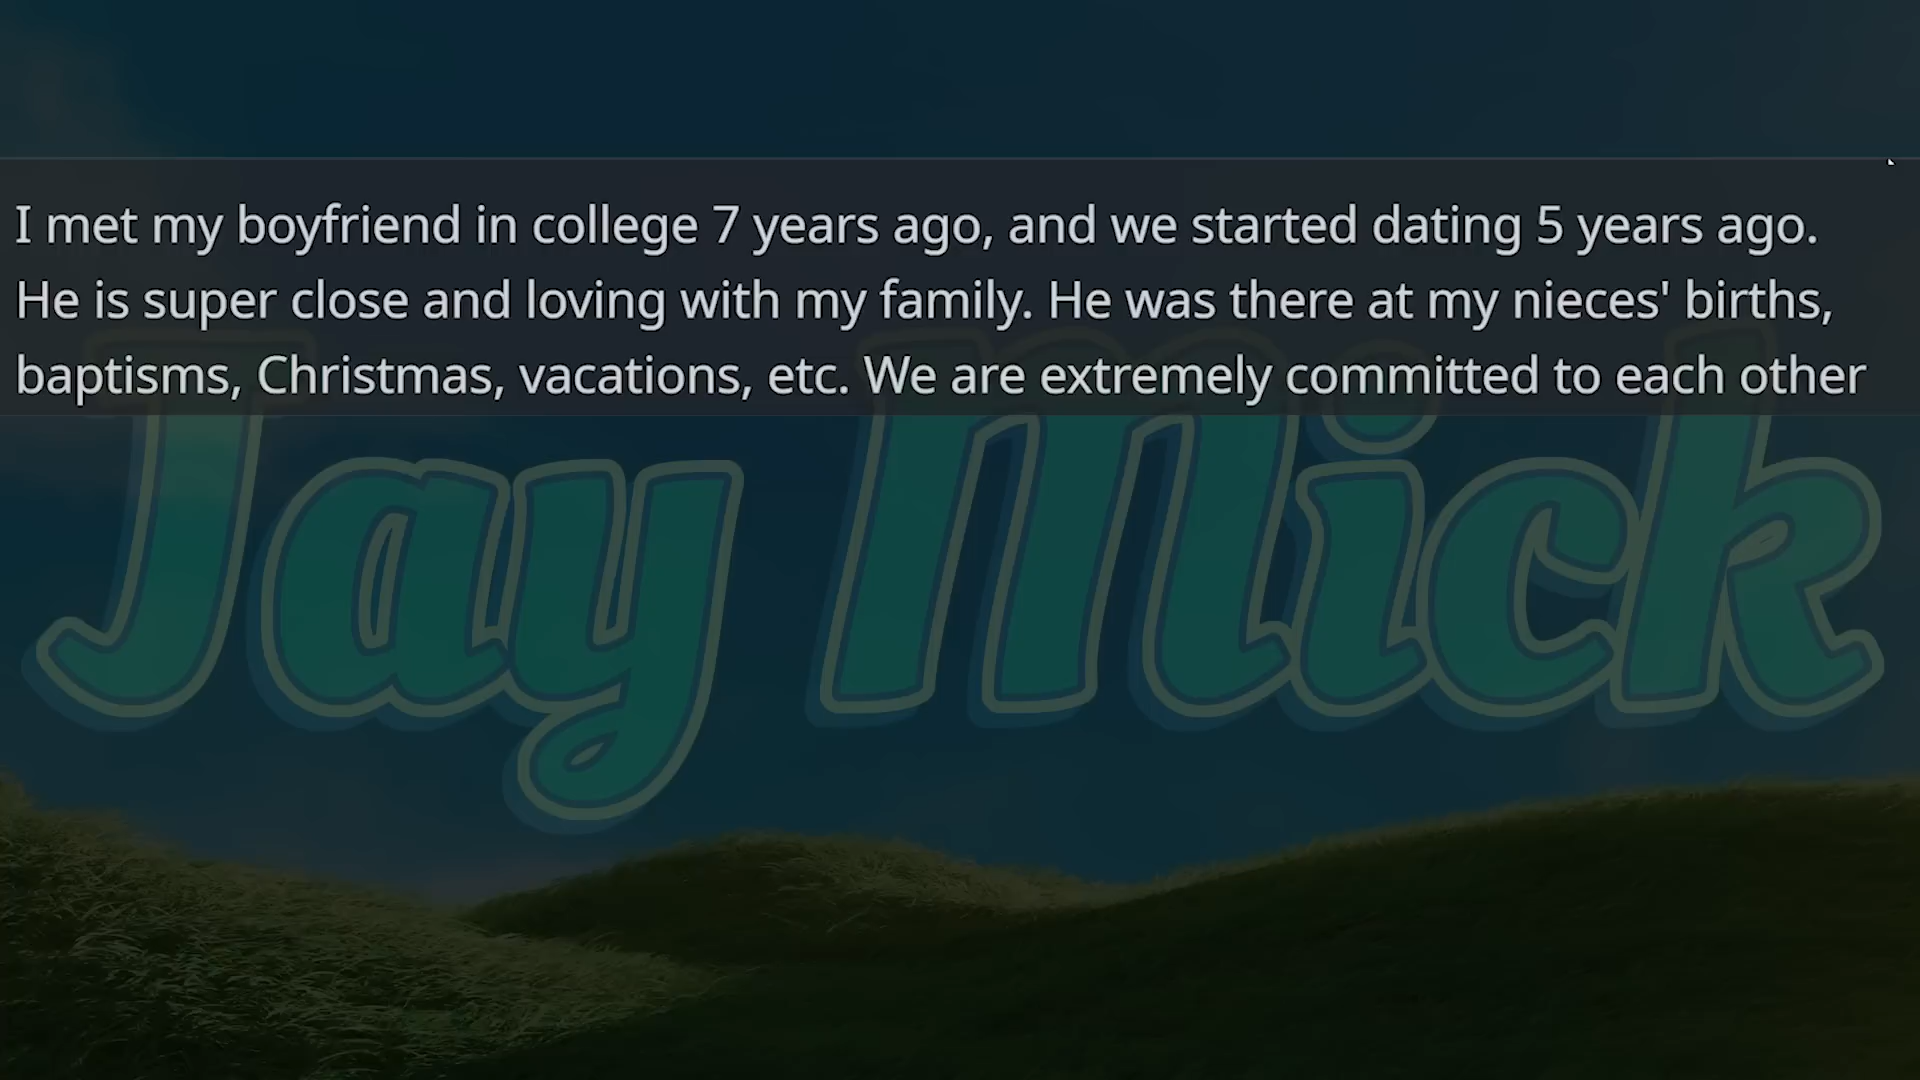 I met my boyfriend in college 7 years ago, and we started dating 5 years ago.
He is super close and loving with my family. He was there at my nieces' births,
baptisms, Christmas, vacations, etc. We are extremely committed to each other
Jay Mick